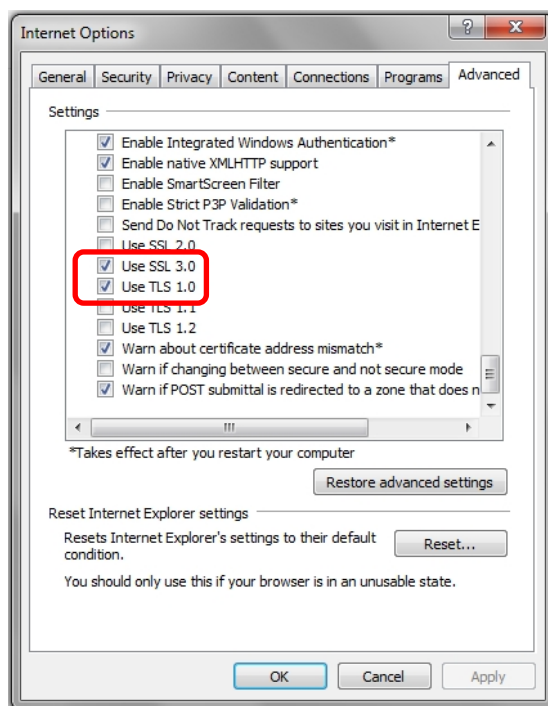 Internet Options
General Security Privacy Content Connections Programs Advanced
Settings
Enable Integrated Windows Authentication*
Enable native XMLHTTP support
Enable SmartScreen Filter
Enable Strict P3P Validation*
Send Do Not Track requests to sites you visit in Internet E
Use SSL 2.0
Use SSL 3.0
Use TLS 1.0
Use TLS 1.1
Use TLS 1.2
Warn about certificate address mismatch*
Warn if changing between secure and not secure mode
Warn if POST submittal is redirected to a zone that does n
*Takes effect after you restart your computer
Restore advanced settings
Reset Internet Explorer settings
Resets Internet Explorer's settings to their default
condition.
Reset...
You should only use this if your browser is in an unusable state.
OK Cancel Apply